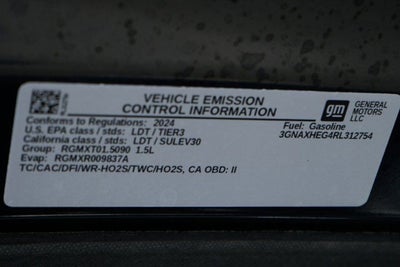 VEHICLE EMISSION
CONTROL INFORMATION
gm
GENERAL
MOTORS
LLC
Conforms to Regulations: 2024
Fuel: Gasoline
U.S. EPA class / stds: LDT / TIER3
3GNAXHEG4RL312754
California class / stds: LDT / SULEV30
Group: RGMXT01.5090 1.5L
Evap: RGMXR009837A
TC/CAC/DFI/WR-HO2S/TWC/HO2S, CA OBD: II